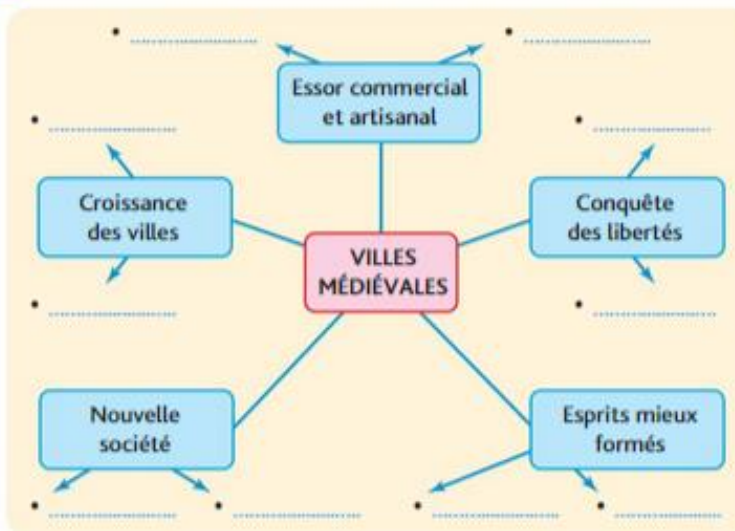 Essor commercial
et artisanal
Croissance
des villes
Conquête
des libertés
VILLES
MÉDIÉVALES
Nouvelle
société
Esprits mieux
formés